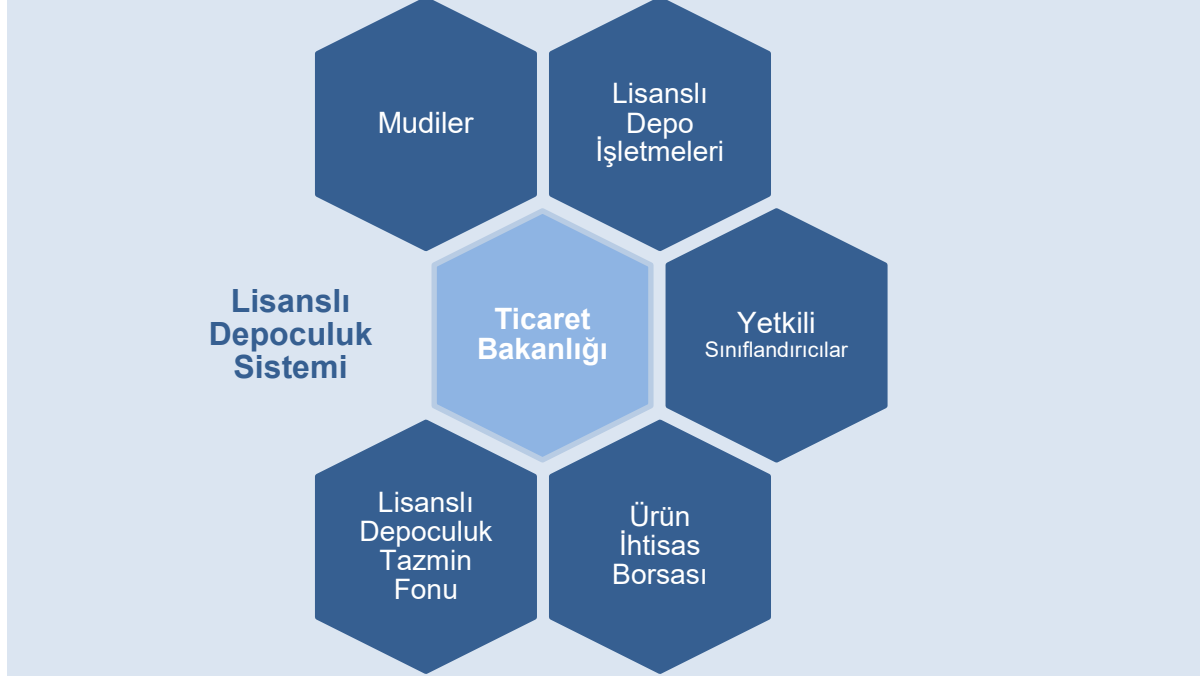 Mudiler
Lisanslı
Depo
İşletmeleri
Lisanslı
Depoculuk
Sistemi
Ticaret
Bakanlığı
Yetkili
Sınıflandırıcılar
Lisanslı
Depoculuk
Tazmin
Fonu
Ürün
İhtisas
Borsası